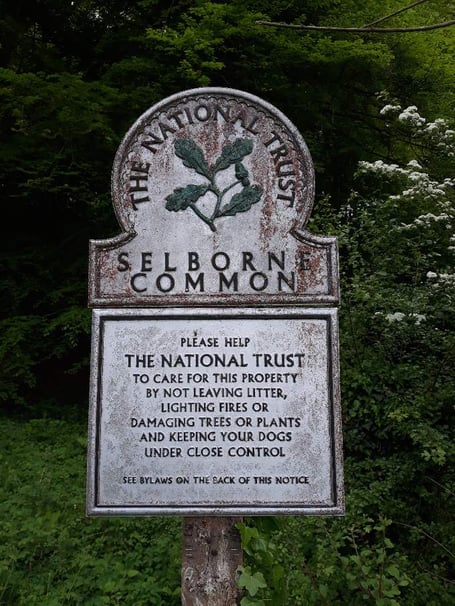 THE NATIONAL TRUST
SELBORNE
COMMON
PLEASE HELP
THE NATIONAL TRUST
TO CARE FOR THIS PROPERTY
BY NOT LEAVING LITTER,
LIGHTING FIRES OR
DAMAGING TREES OR PLANTS
AND KEEPING YOUR DOGS
UNDER CLOSE CONTROL
SEE BYLAWS ON THE BACK OF THIS NOTICE